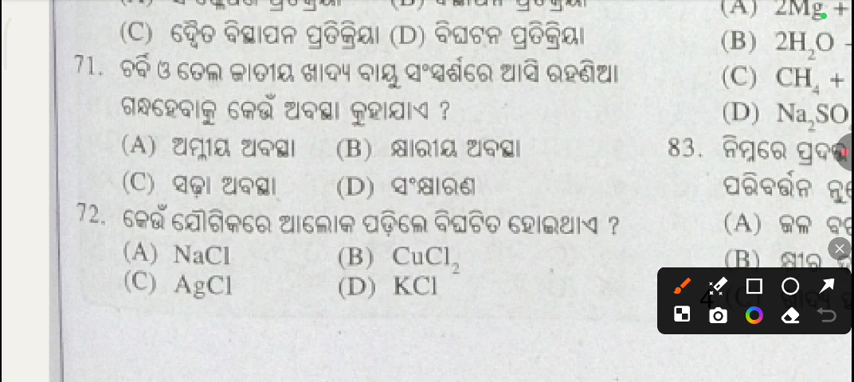 (C) ଦ୍ୱୈତ ବିସ୍ଥାପନ ପ୍ରତିକ୍ରିୟା (D) ବିଘଟନ ପ୍ରତିକ୍ରିୟା
71. ଚର୍ବି ଓ ତେଲ ଜାତୀୟ ଖାଦ୍ୟ ବାୟୁ ସଂସ୍ପର୍ଶରେ ଆସି ରହଣିଆ
ଗନ୍ଧହେବାକୁ କେଉଁ ଅବସ୍ଥା କୁହାଯାଏ ?
(A) ଅମ୍ଳୀୟ ଅବସ୍ଥା (B) କ୍ଷାରୀୟ ଅବସ୍ଥା
(C) ସଢ଼ା ଅବସ୍ଥା (D) ସଂକ୍ଷାରଣ
72. କେଉଁ ଯୌଗିକରେ ଆଲୋକ ପଡ଼ିଲେ ବିଘଟିତ ହୋଇଥାଏ ?
(A) NaCl (B) CuCl₂
(C) AgCl (D) KCl
(A) 2Mg +
(B) 2H₂O -
(C) CH₄ +
(D) Na₂SO
83. ନିମ୍ନରେ
ପରିବର୍ତ୍ତନ
(A) ଜଳ
(B)
4 (C)